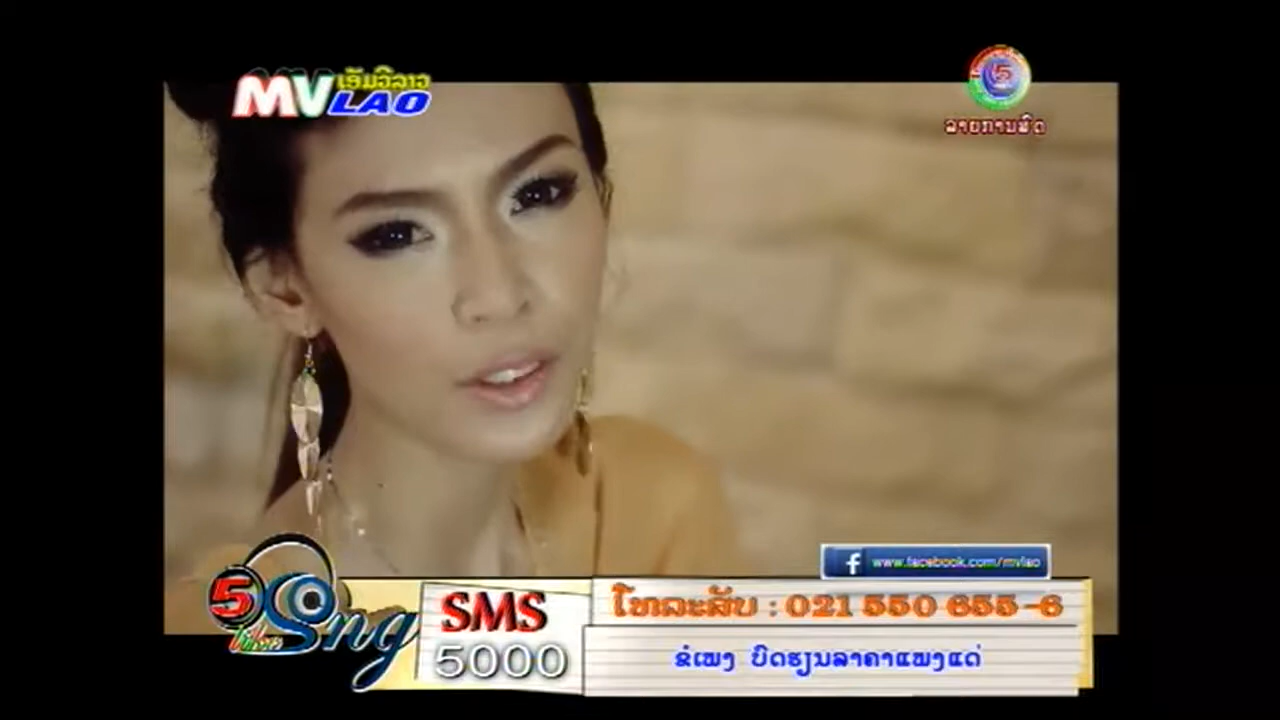 ເອັມວີລາວ
MV LAO
5
ລາຍການສົດ
www.facebook.com/mvlao
5 Song
SMS
5000
ໂທລະສັບ : 021 550 655-6
ຂໍເພງ ບົດຮຽນລາຄາແພງແດ່